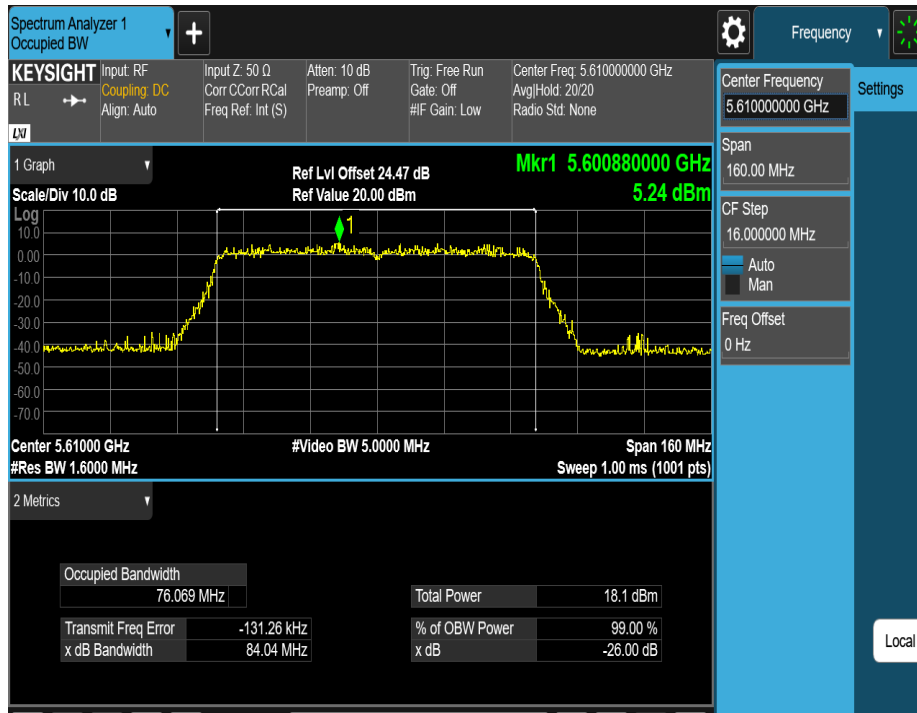 Spectrum Analyzer 1
Occupied BW
+
Frequency
KEYSIGHT
R L
LXI
Input: RF
Coupling: DC
Align: Auto
Input Z: 50 Ω
Corr CCorr RCal
Freq Ref: Int (S)
Atten: 10 dB
Preamp: Off
Trig: Free Run
Gate: Off
#IF Gain: Low
Center Freq: 5.610000000 GHz
Avg|Hold: 20/20
Radio Std: None
Center Frequency
5.610000000 GHz
Settings
Span
160.00 MHz
CF Step
16.000000 MHz
Auto
Man
Freq Offset
0 Hz
1 Graph
Scale/Div 10.0 dB
Ref Lvl Offset 24.47 dB
Ref Value 20.00 dBm
Mkr1 5.600880000 GHz
5.24 dBm
Log
1
10.0
0.00
-10.0
-20.0
-30.0
-40.0
-50.0
-60.0
-70.0
Center 5.61000 GHz
#Video BW 5.0000 MHz
Span 160 MHz
#Res BW 1.6000 MHz
Sweep 1.00 ms (1001 pts)
2 Metrics
Occupied Bandwidth
76.069 MHz
Total Power 18.1 dBm
Transmit Freq Error -131.26 kHz
% of OBW Power 99.00 %
x dB Bandwidth 84.04 MHz
x dB -26.00 dB
Local